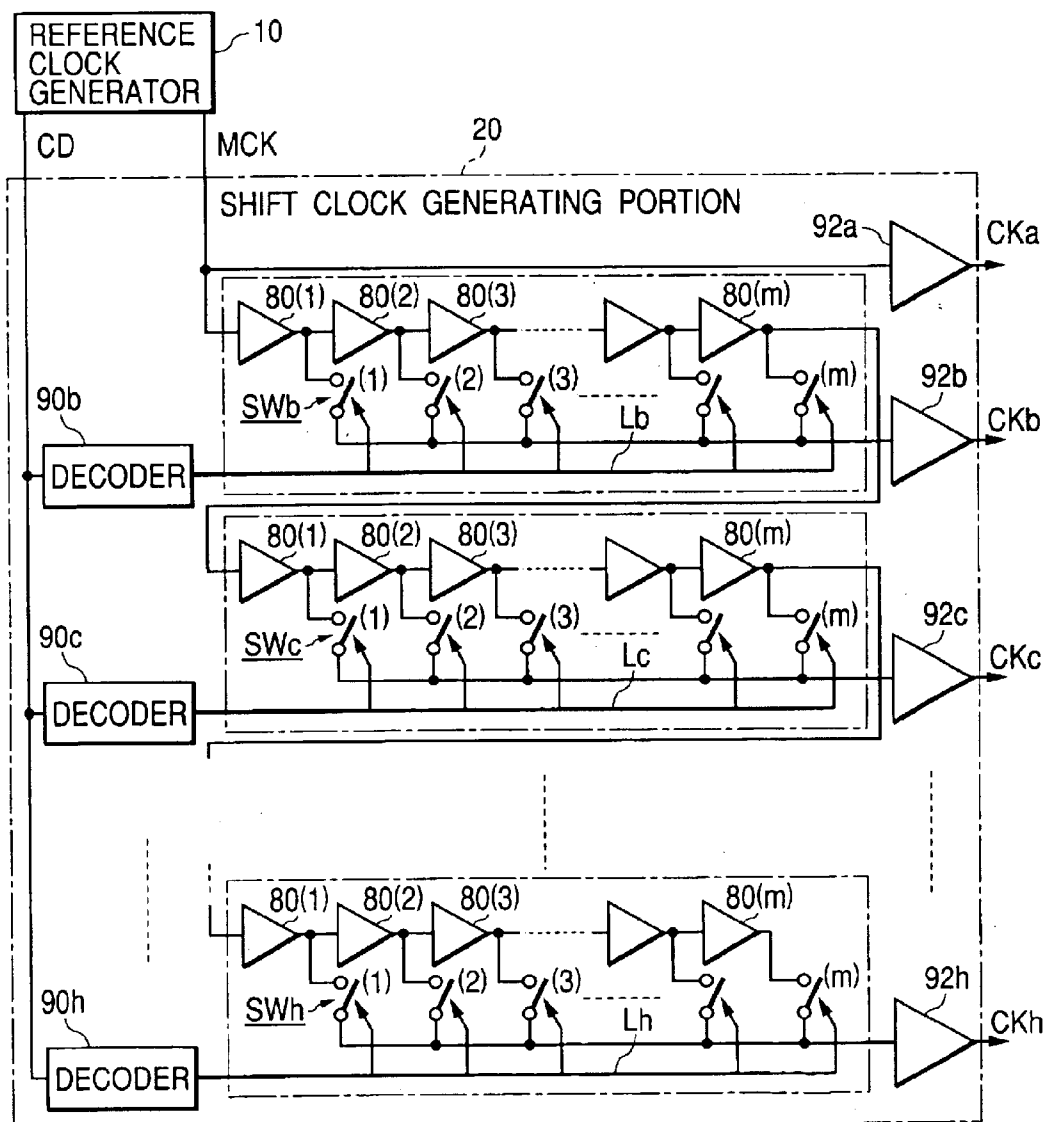 REFERENCE
CLOCK
GENERATOR
10
CD
MCK
20
SHIFT CLOCK GENERATING PORTION
92a
CKa
80(1)
80(2)
80(3)
80(m)
(1)
(2)
(3)
(m)
SWb
Lb
92b
CKb
90b
DECODER
80(1)
80(2)
80(3)
80(m)
(1)
(2)
(3)
(m)
SWc
Lc
92c
CKc
90c
DECODER
80(1)
80(2)
80(3)
80(m)
(1)
(2)
(3)
(m)
SWh
Lh
92h
CKh
90h
DECODER